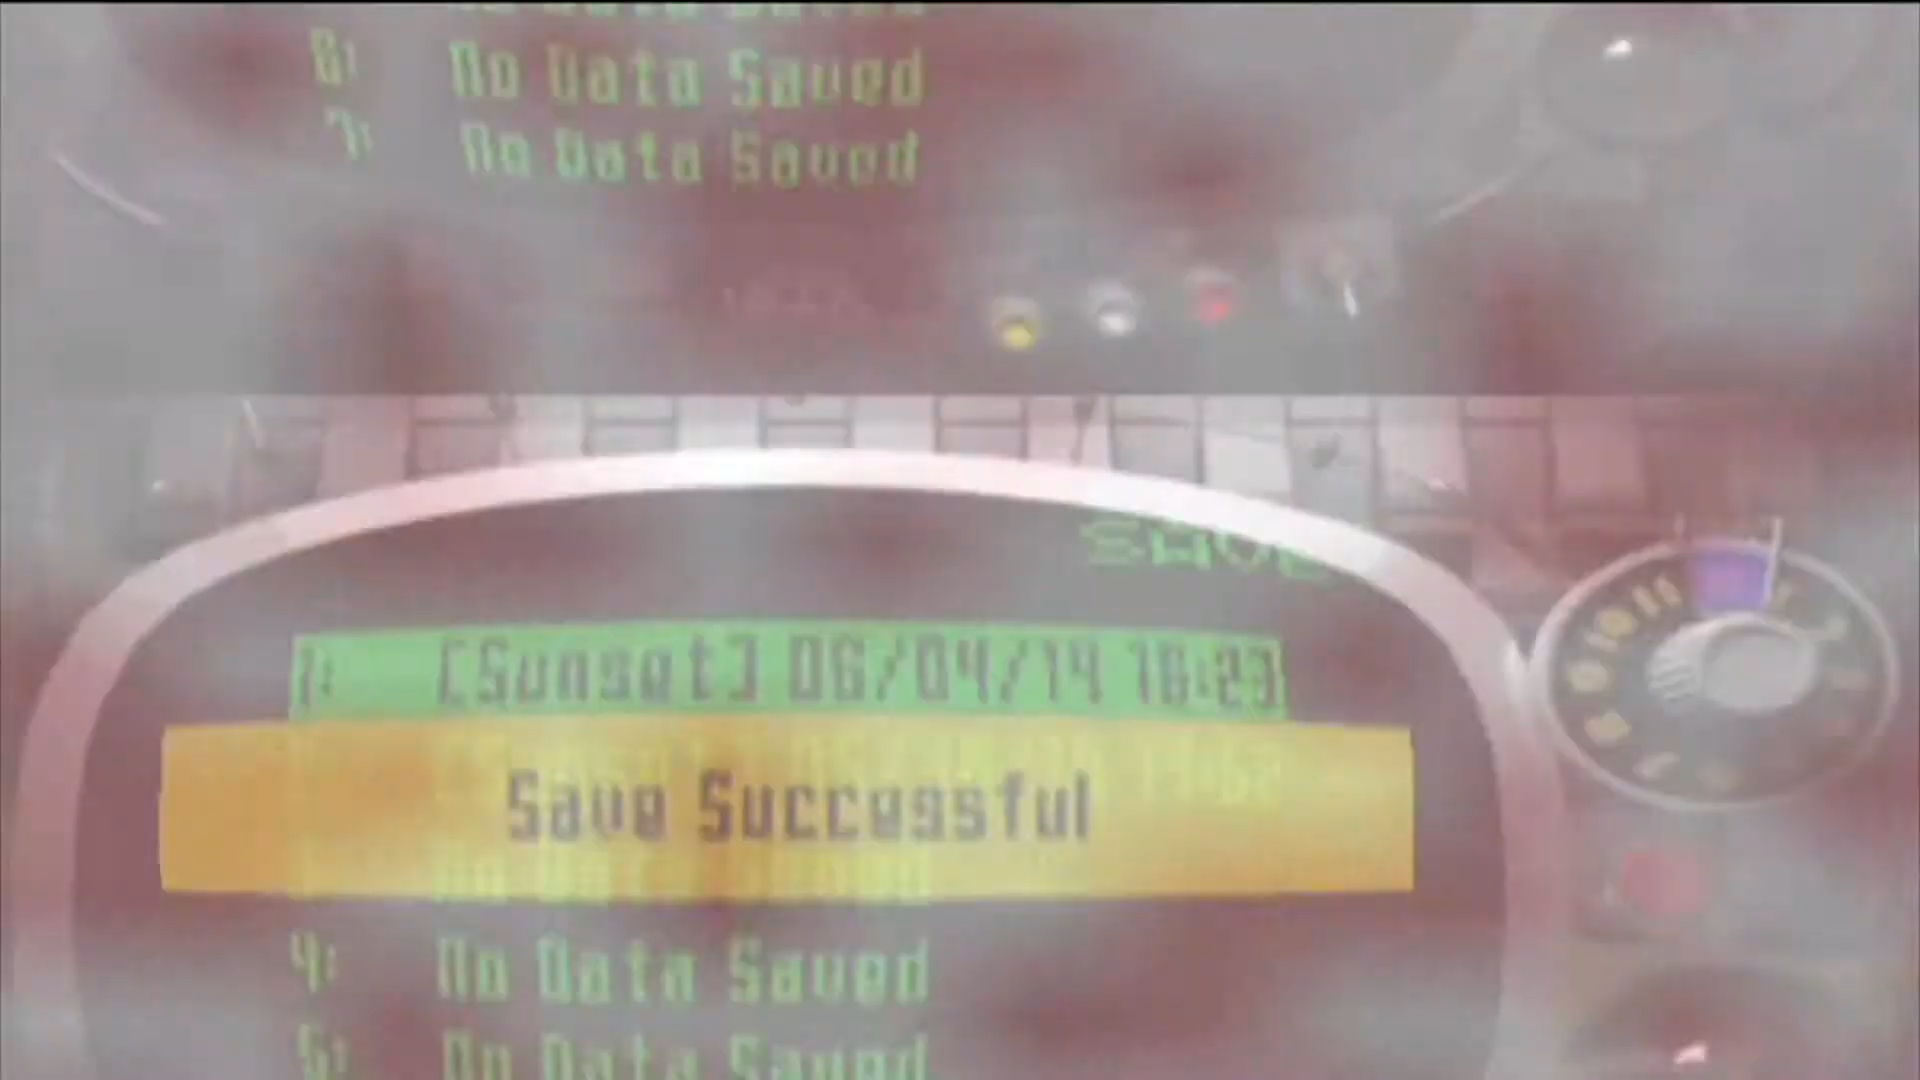 6: No Data Saved
7: No Data Saved
SAVE
1: [Sunset] 06/04/14 16:23
Save Successful
4: No Data Saved
5: No Data Saved